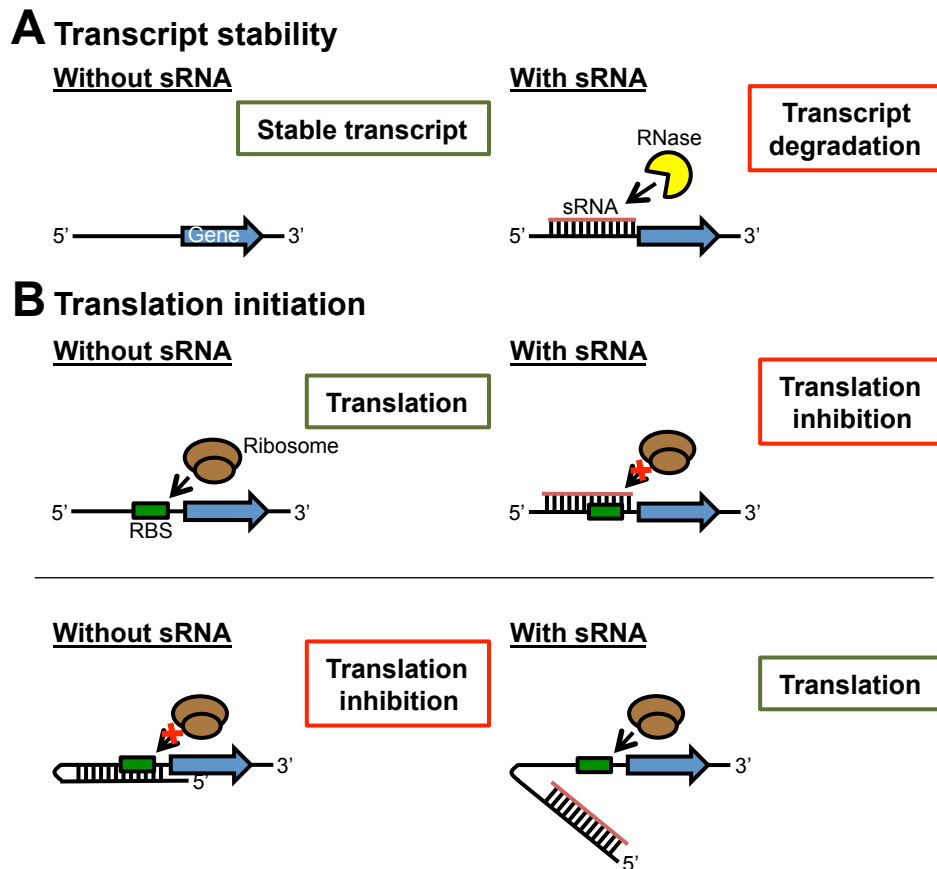 A Transcript stability
Without sRNA
With sRNA
Stable transcript
Transcript
degradation
RNase
sRNA
5’ Gene 3’
5’ 3’
B Translation initiation
Without sRNA
With sRNA
Translation
Translation
inhibition
Ribosome
5’ 3’
RBS
5’ 3’
Without sRNA
With sRNA
Translation
inhibition
Translation
3’
5’
3’
5’